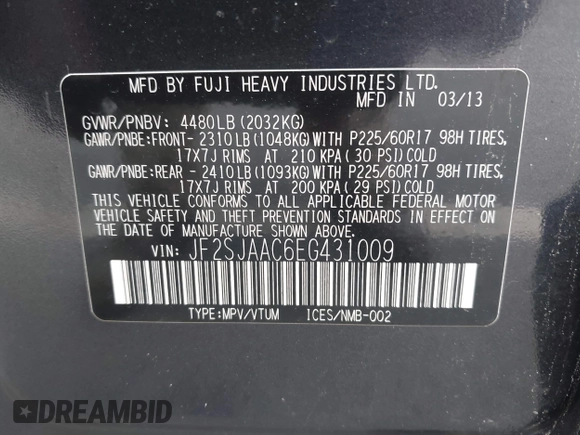 MFD BY FUJI HEAVY INDUSTRIES LTD.
MFD IN 03/13
GVWR/PNBV: 4480LB(2032KG)
GAWR/PNBE:FRONT-2310LB(1048KG)WITH P225/60R17 98H TIRES,
17X7J RIMS AT 210 KPA(30 PSI)COLD
GAWR/PNBE:REAR - 2410LB(1093KG)WITH P225/60R17 98H TIRES,
17X7J RIMS AT 200 KPA(29 PSI)COLD
THIS VEHICLE CONFORMS TO ALL APPLICABLE FEDERAL MOTOR
VEHICLE SAFETY AND THEFT PREVENTION STANDARDS IN EFFECT ON
THE DATE OF MANUFACTURE SHOWN ABOVE.
VIN: JF2SJAAC6EG431009
TYPE:MPV/VTUM ICES/NMB-002
DREAMBID